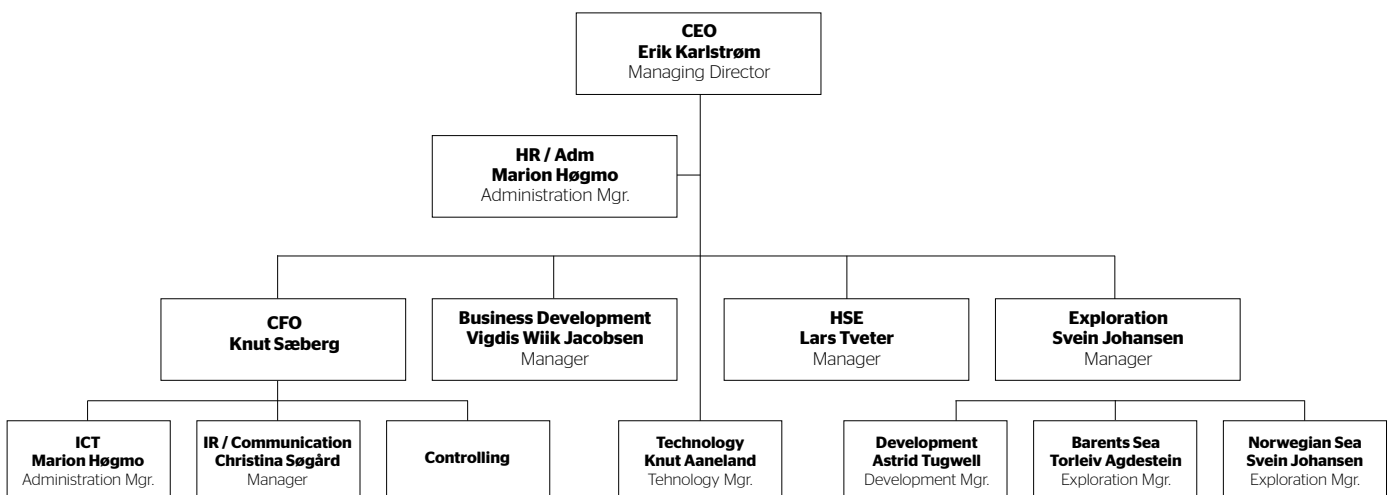 CEO
Erik Karlstrøm
Managing Director
HR / Adm
Marion Høgmo
Administration Mgr.
CFO
Knut Sæberg
Business Development
Vigdis Wiik Jacobsen
Manager
HSE
Lars Tveter
Manager
Exploration
Svein Johansen
Manager
ICT
Marion Høgmo
Administration Mgr.
IR / Communication
Christina Søgård
Manager
Controlling
Technology
Knut Aaneland
Tehnology Mgr.
Development
Astrid Tugwell
Development Mgr.
Barents Sea
Torleiv Agdestein
Exploration Mgr.
Norwegian Sea
Svein Johansen
Exploration Mgr.